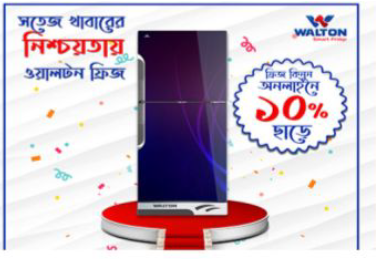 সতেজ খাবারের
নিশ্চয়তায়
ওয়ালটন ফ্রিজ
WALTON
Smart Fridge
ফ্রিজ কিনুন
অনলাইনে
১০%
ছাড়ে
WALTON